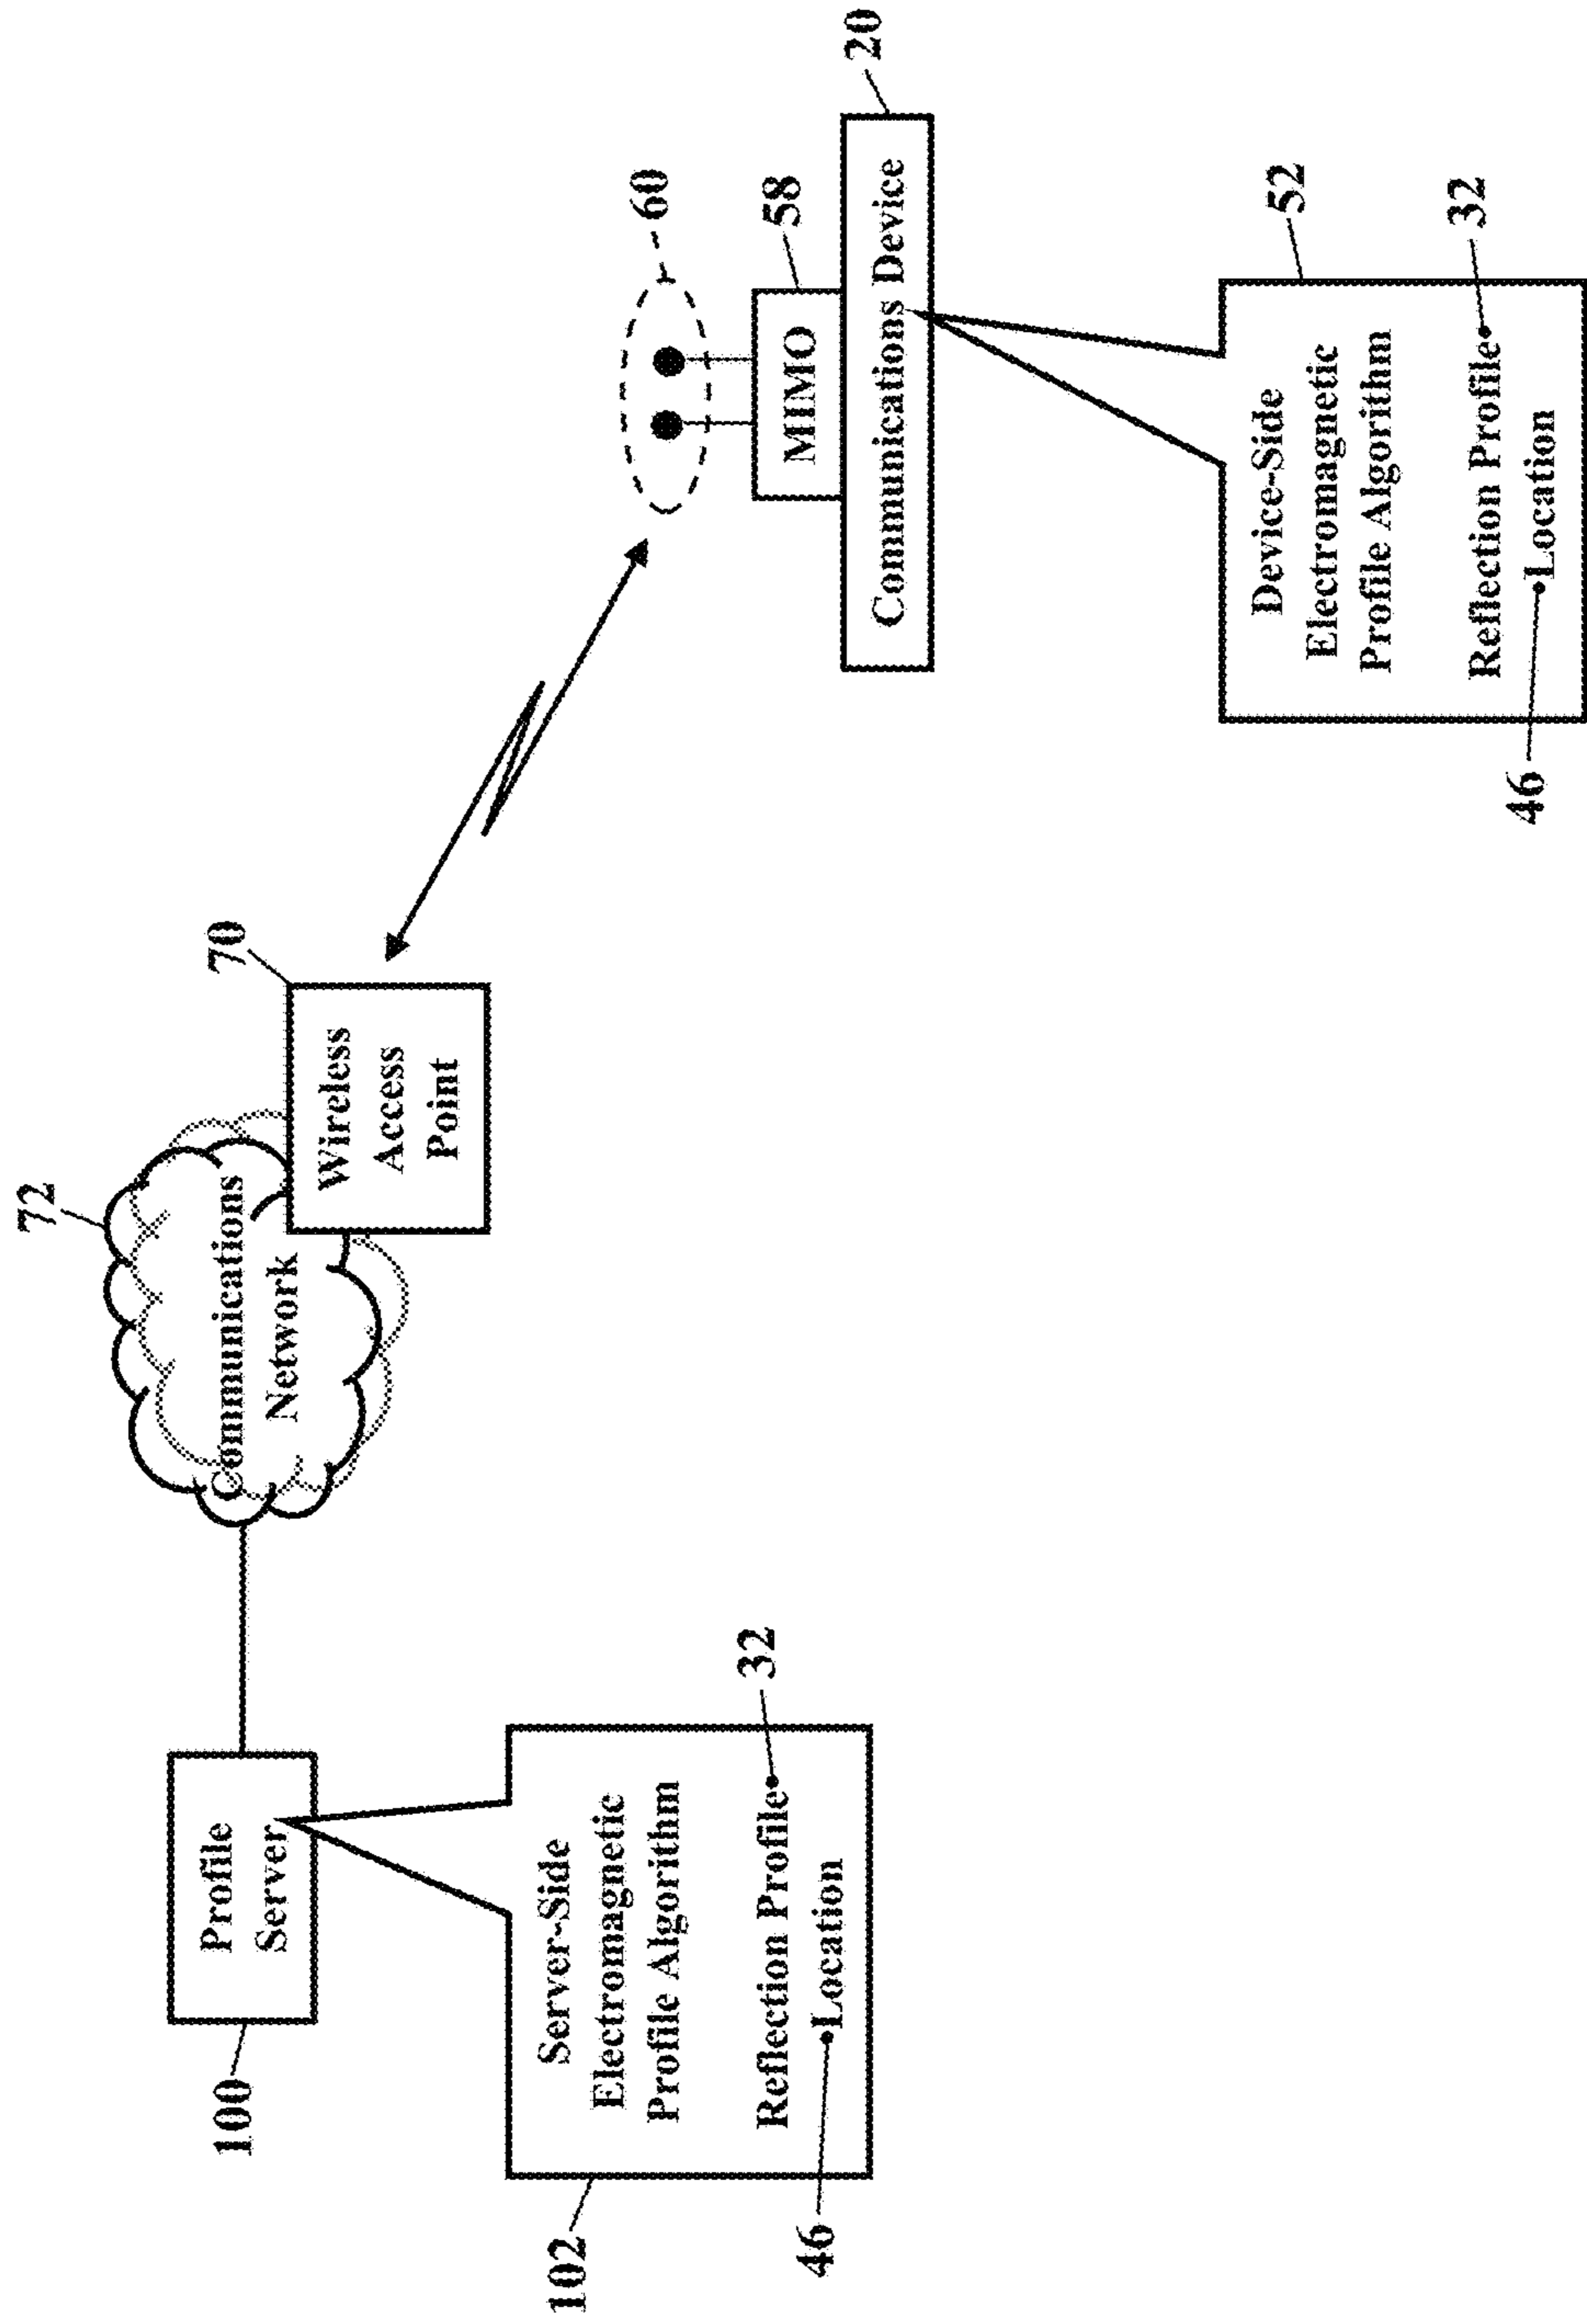 72
Communications
Network
70
Wireless
Access
Point
100
Profile
Server
102
Server-Side
Electromagnetic
Profile Algorithm
Reflection Profile
32
46
Location
60
58
MIMO
20
Communications Device
52
Device-Side
Electromagnetic
Profile Algorithm
Reflection Profile
32
46
Location